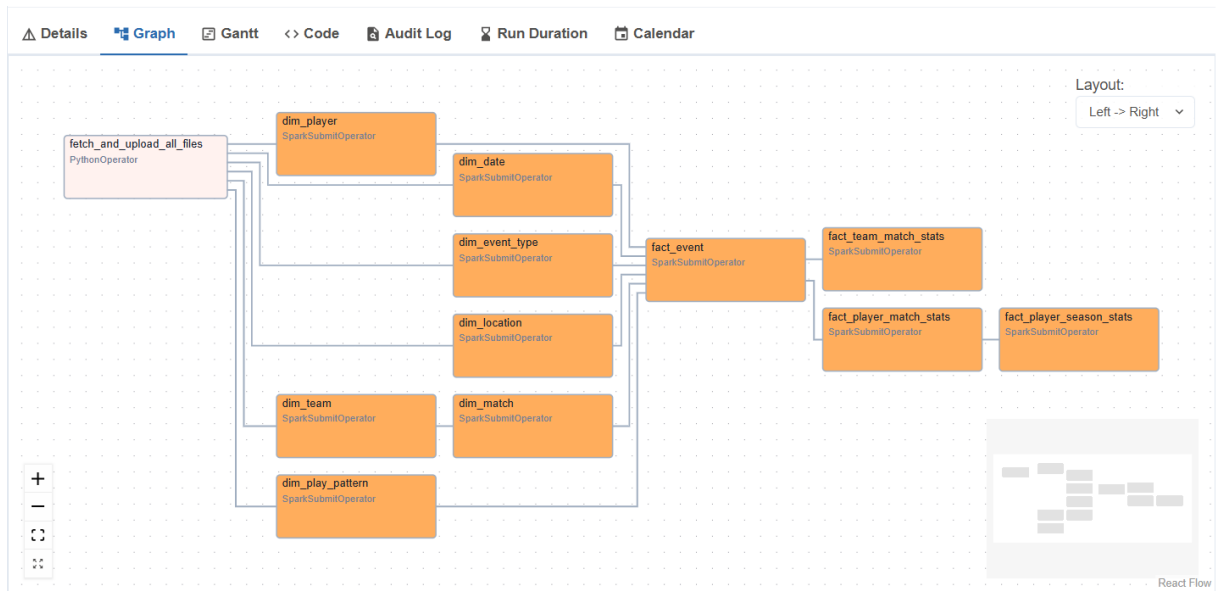 Details Graph Gantt Code Audit Log Run Duration Calendar
Layout:
Left -> Right
fetch_and_upload_all_files
PythonOperator
dim_player
SparkSubmitOperator
dim_date
SparkSubmitOperator
dim_event_type
SparkSubmitOperator
dim_location
SparkSubmitOperator
dim_team
SparkSubmitOperator
dim_match
SparkSubmitOperator
dim_play_pattern
SparkSubmitOperator
fact_event
SparkSubmitOperator
fact_team_match_stats
SparkSubmitOperator
fact_player_match_stats
SparkSubmitOperator
fact_player_season_stats
SparkSubmitOperator
React Flow